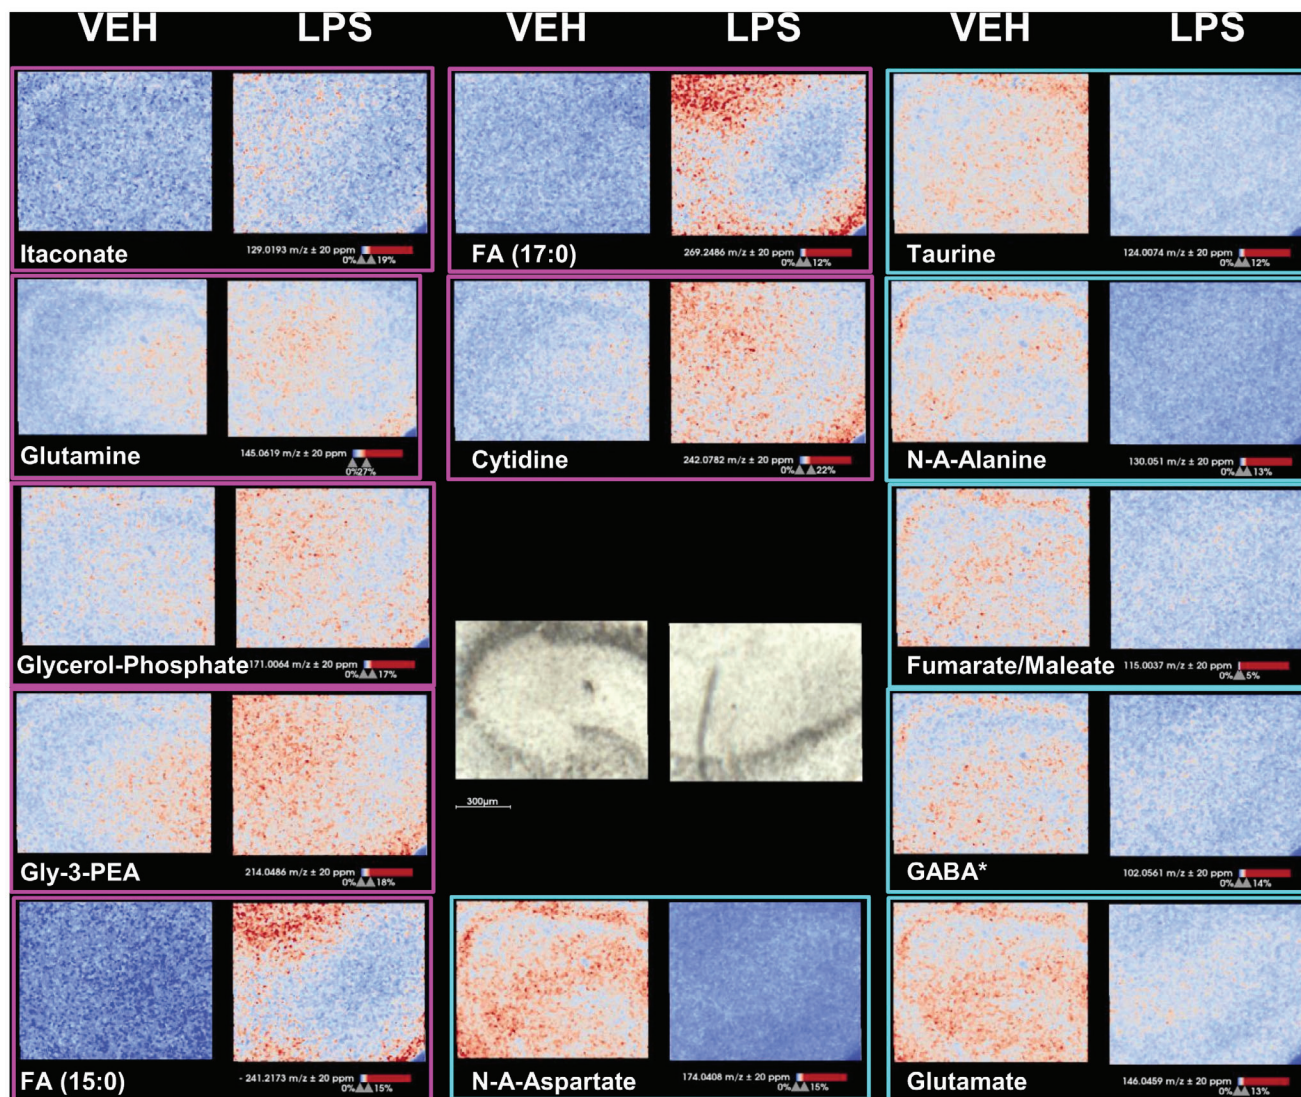 VEH LPS VEH LPS VEH LPS
Itaconate 129.0193 m/z ± 20 ppm
0% 19%
FA (17:0) 269.2486 m/z ± 20 ppm
0% 12%
Taurine 124.0074 m/z ± 20 ppm
0% 12%
Glutamine 145.0619 m/z ± 20 ppm
0% 27%
Cytidine 242.0782 m/z ± 20 ppm
0% 22%
N-A-Alanine 130.051 m/z ± 20 ppm
0% 13%
Glycerol-Phosphate 171.0064 m/z ± 20 ppm
0% 17%
Fumarate/Maleate 115.0037 m/z ± 20 ppm
0% 5%
300µm
Gly-3-PEA 214.0486 m/z ± 20 ppm
0% 18%
GABA* 102.0561 m/z ± 20 ppm
0% 14%
FA (15:0) - 241.2173 m/z ± 20 ppm
0% 15%
N-A-Aspartate 174.0408 m/z ± 20 ppm
0% 15%
Glutamate 146.0459 m/z ± 20 ppm
0% 13%